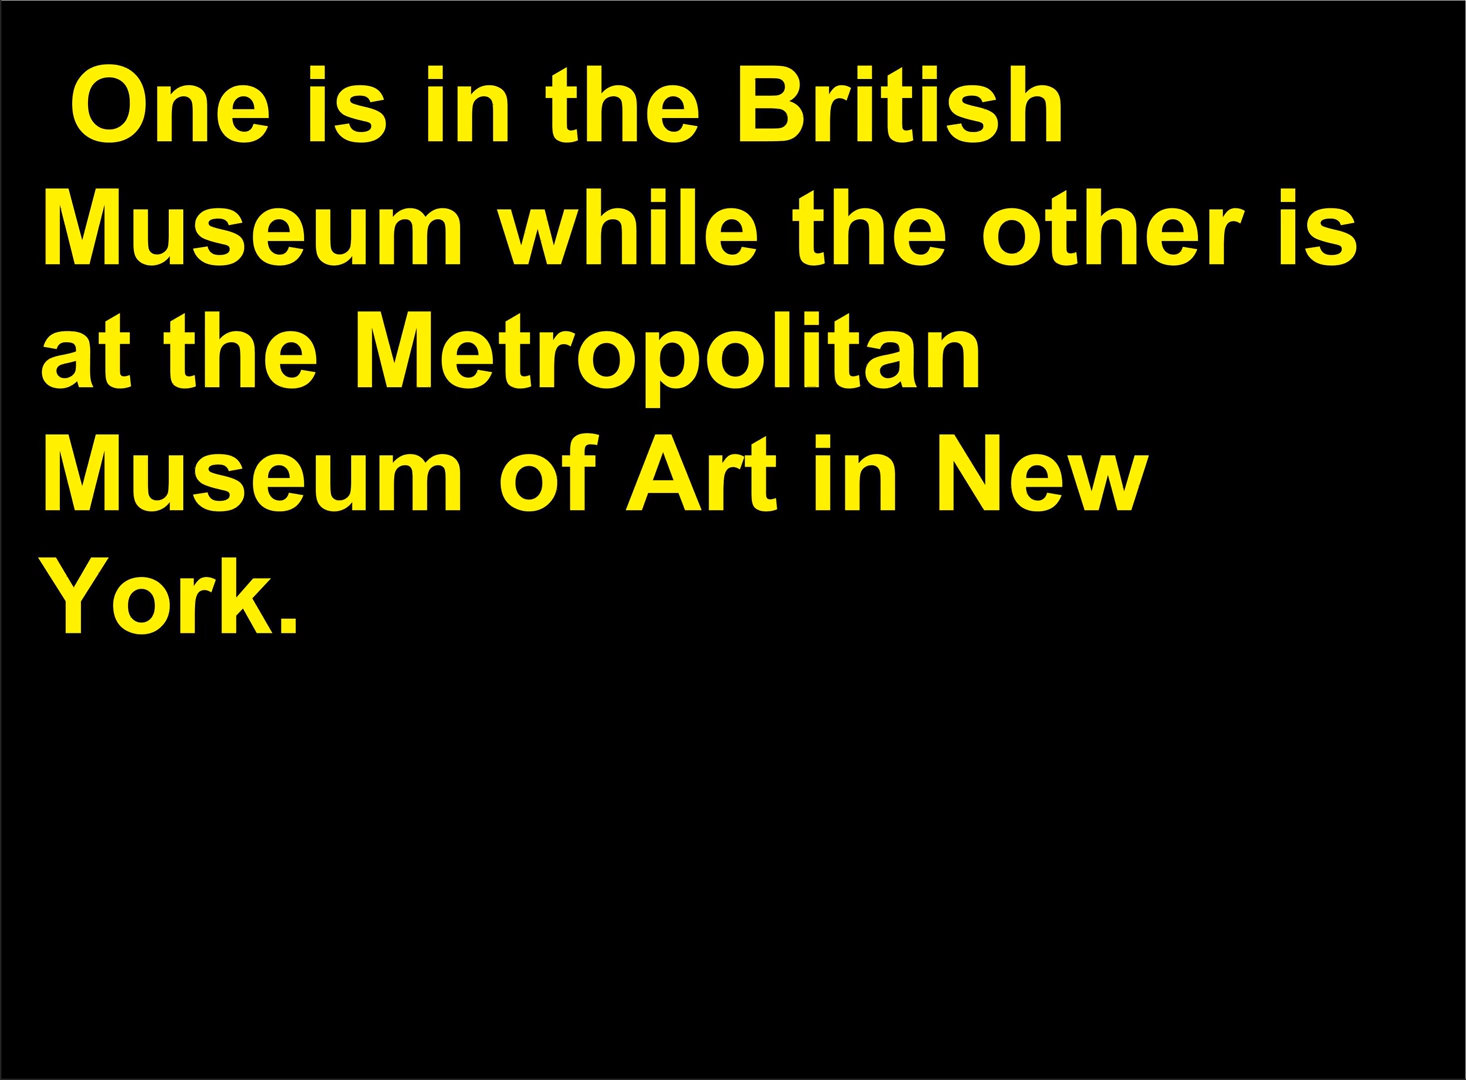 One is in the British
Museum while the other is
at the Metropolitan
Museum of Art in New
York.